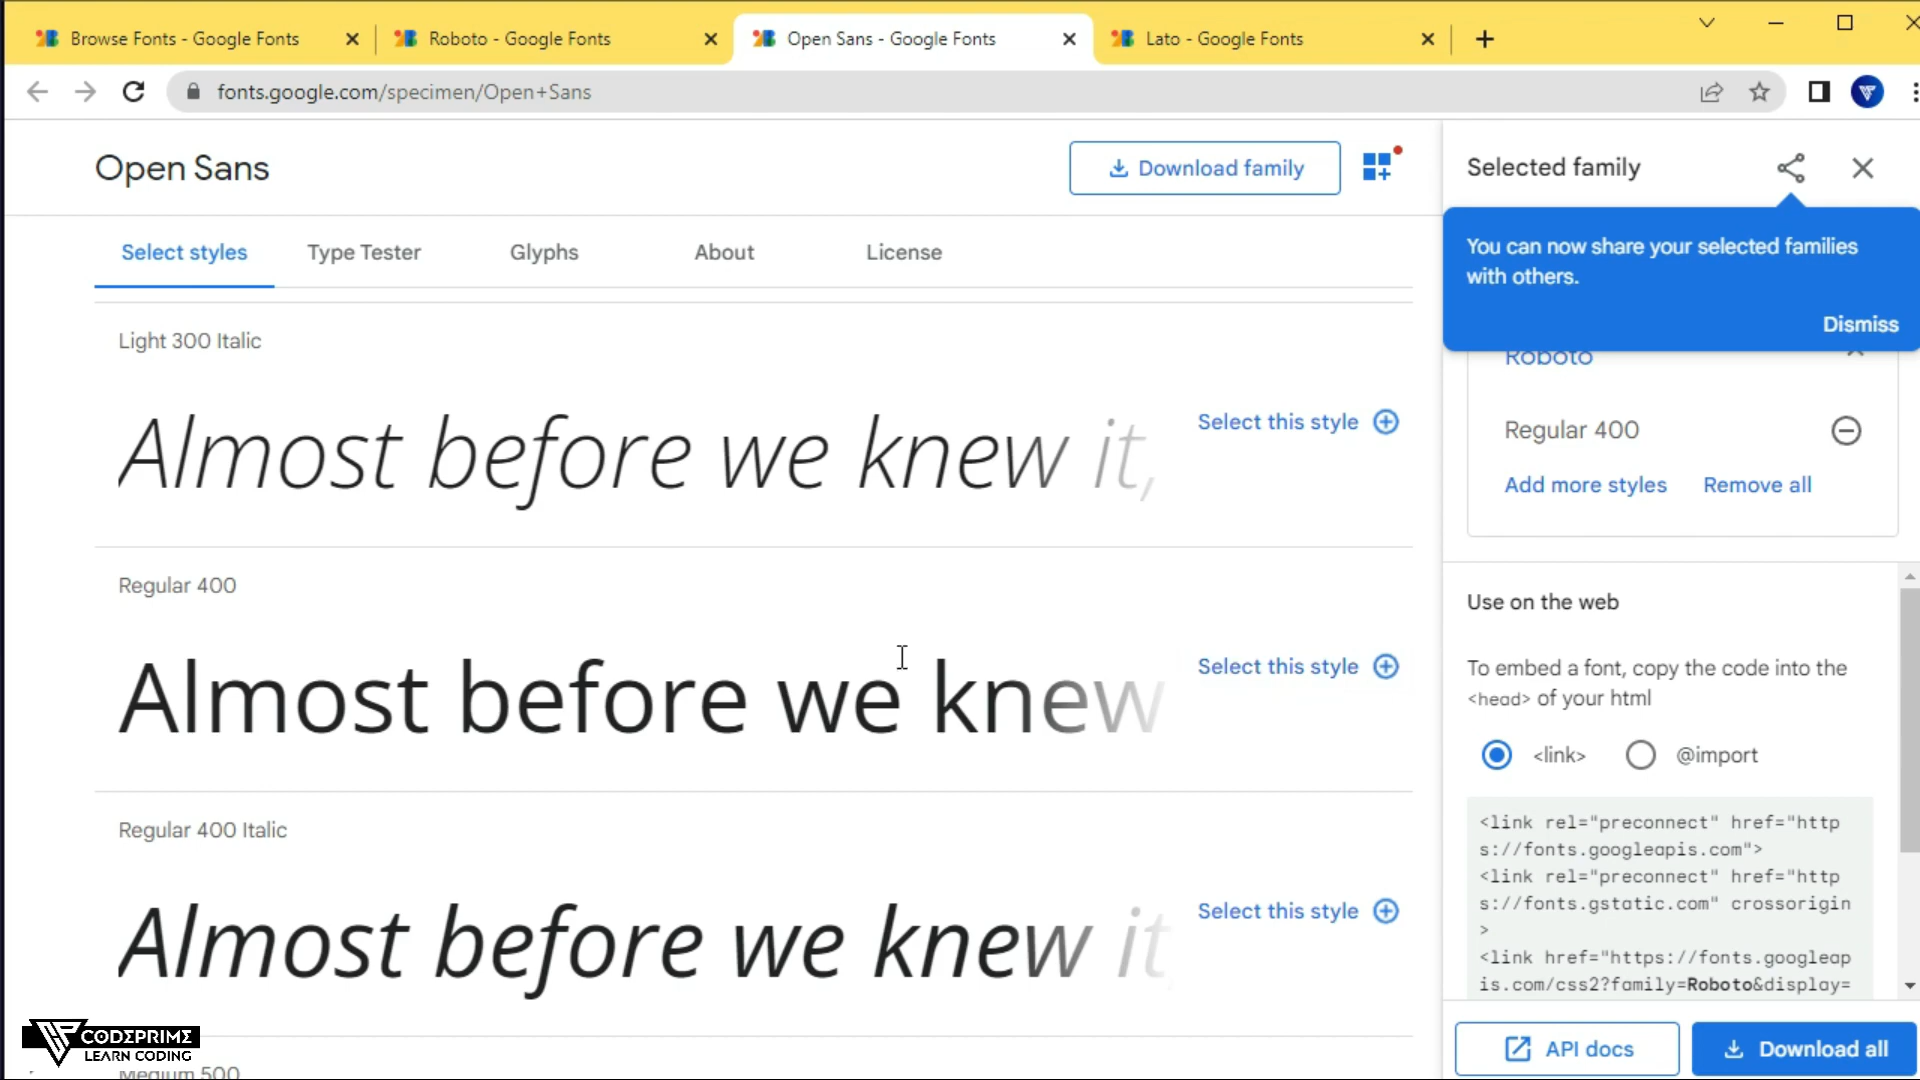 Browse Fonts - Google Fonts
Roboto - Google Fonts
Open Sans - Google Fonts
Lato - Google Fonts
fonts.google.com/specimen/Open+Sans
Open Sans
Download family
Selected family
You can now share your selected families
with others.
Dismiss
Select styles
Type Tester
Glyphs
About
License
Light 300 Italic
Almost before we knew it,
Select this style
Regular 400
Almost before we knew
Select this style
Regular 400 Italic
Almost before we knew it
Select this style
Medium 500
Roboto
Regular 400
Add more styles
Remove all
Use on the web
To embed a font, copy the code into the
<head> of your html
<link>
@import
<link rel="preconnect" href="http
s://fonts.googleapis.com">
<link rel="preconnect" href="http
s://fonts.gstatic.com" crossorigin
>
<link href="https://fonts.googleap
is.com/css2?family=Roboto&display=
API docs
Download all
CODΣPRIMΣ
LEARN CODING